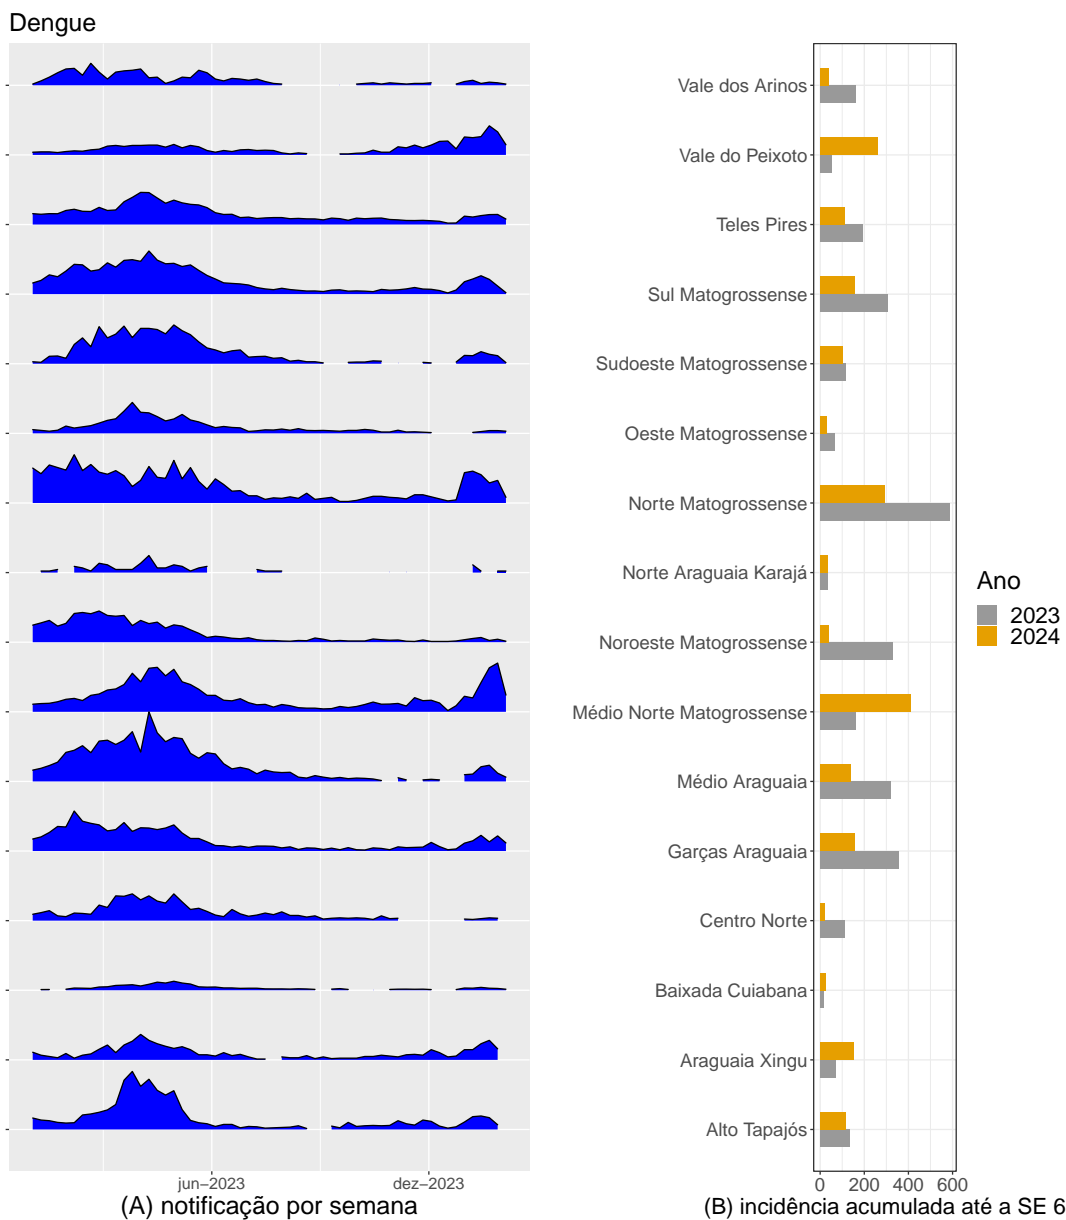 Dengue
Vale dos Arinos
Vale do Peixoto
Teles Pires
Sul Matogrossense
Sudoeste Matogrossense
Oeste Matogrossense
Norte Matogrossense
Norte Araguaia Karajá
Noroeste Matogrossense
Médio Norte Matogrossense
Médio Araguaia
Garças Araguaia
Centro Norte
Baixada Cuiabana
Araguaia Xingu
Alto Tapajós
Ano
2023
2024
jun–2023 dez–2023
0 200 400 600
(A) notificação por semana
(B) incidência acumulada até a SE 6